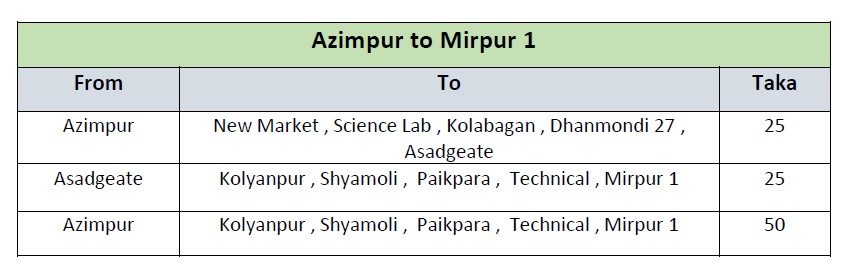 Azimpur to Mirpur 1
From To Taka
Azimpur New Market , Science Lab , Kolabagan , Dhanmondi 27 , 25
Asadgeate
Asadgeate Kolyanpur , Shyamoli , Paikpara , Technical , Mirpur 1 25
Azimpur Kolyanpur , Shyamoli , Paikpara , Technical , Mirpur 1 50